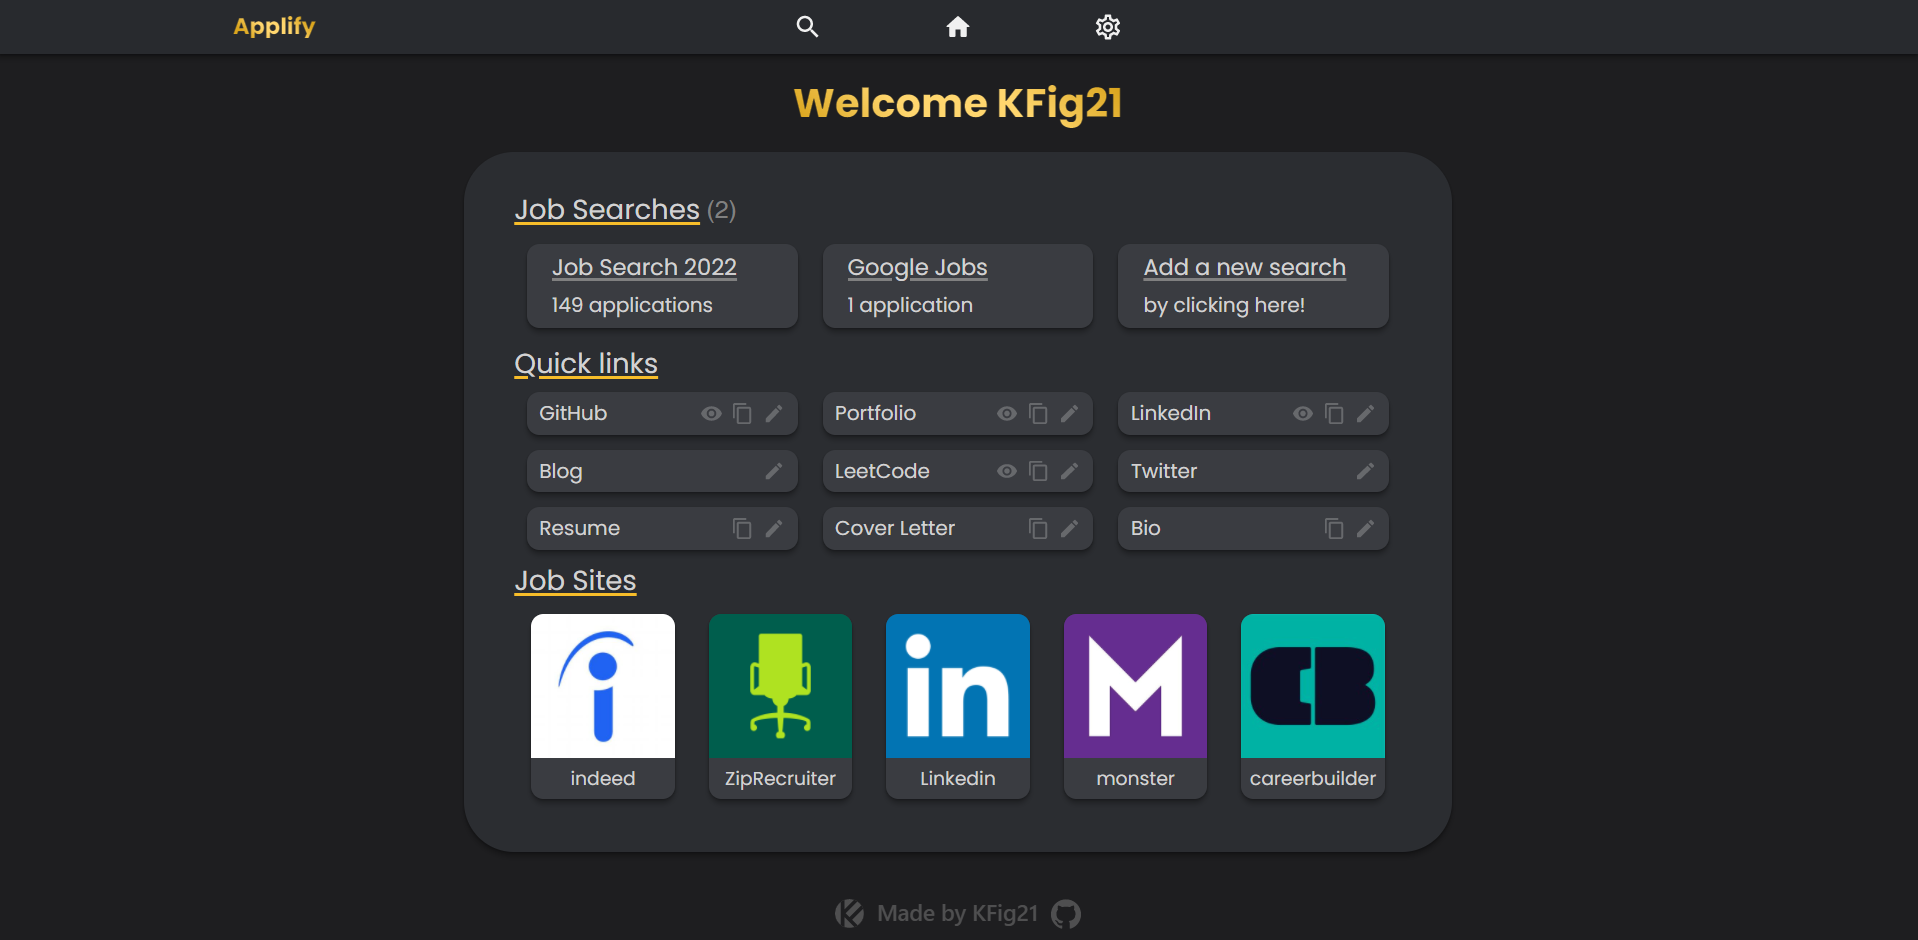 Applify
Welcome KFig21
Job Searches (2)
Job Search 2022
149 applications
Google Jobs
1 application
Add a new search
by clicking here!
Quick links
GitHub
Portfolio
LinkedIn
Blog
LeetCode
Twitter
Resume
Cover Letter
Bio
Job Sites
in
M
CB
indeed
ZipRecruiter
Linkedin
monster
careerbuilder
Made by KFig21